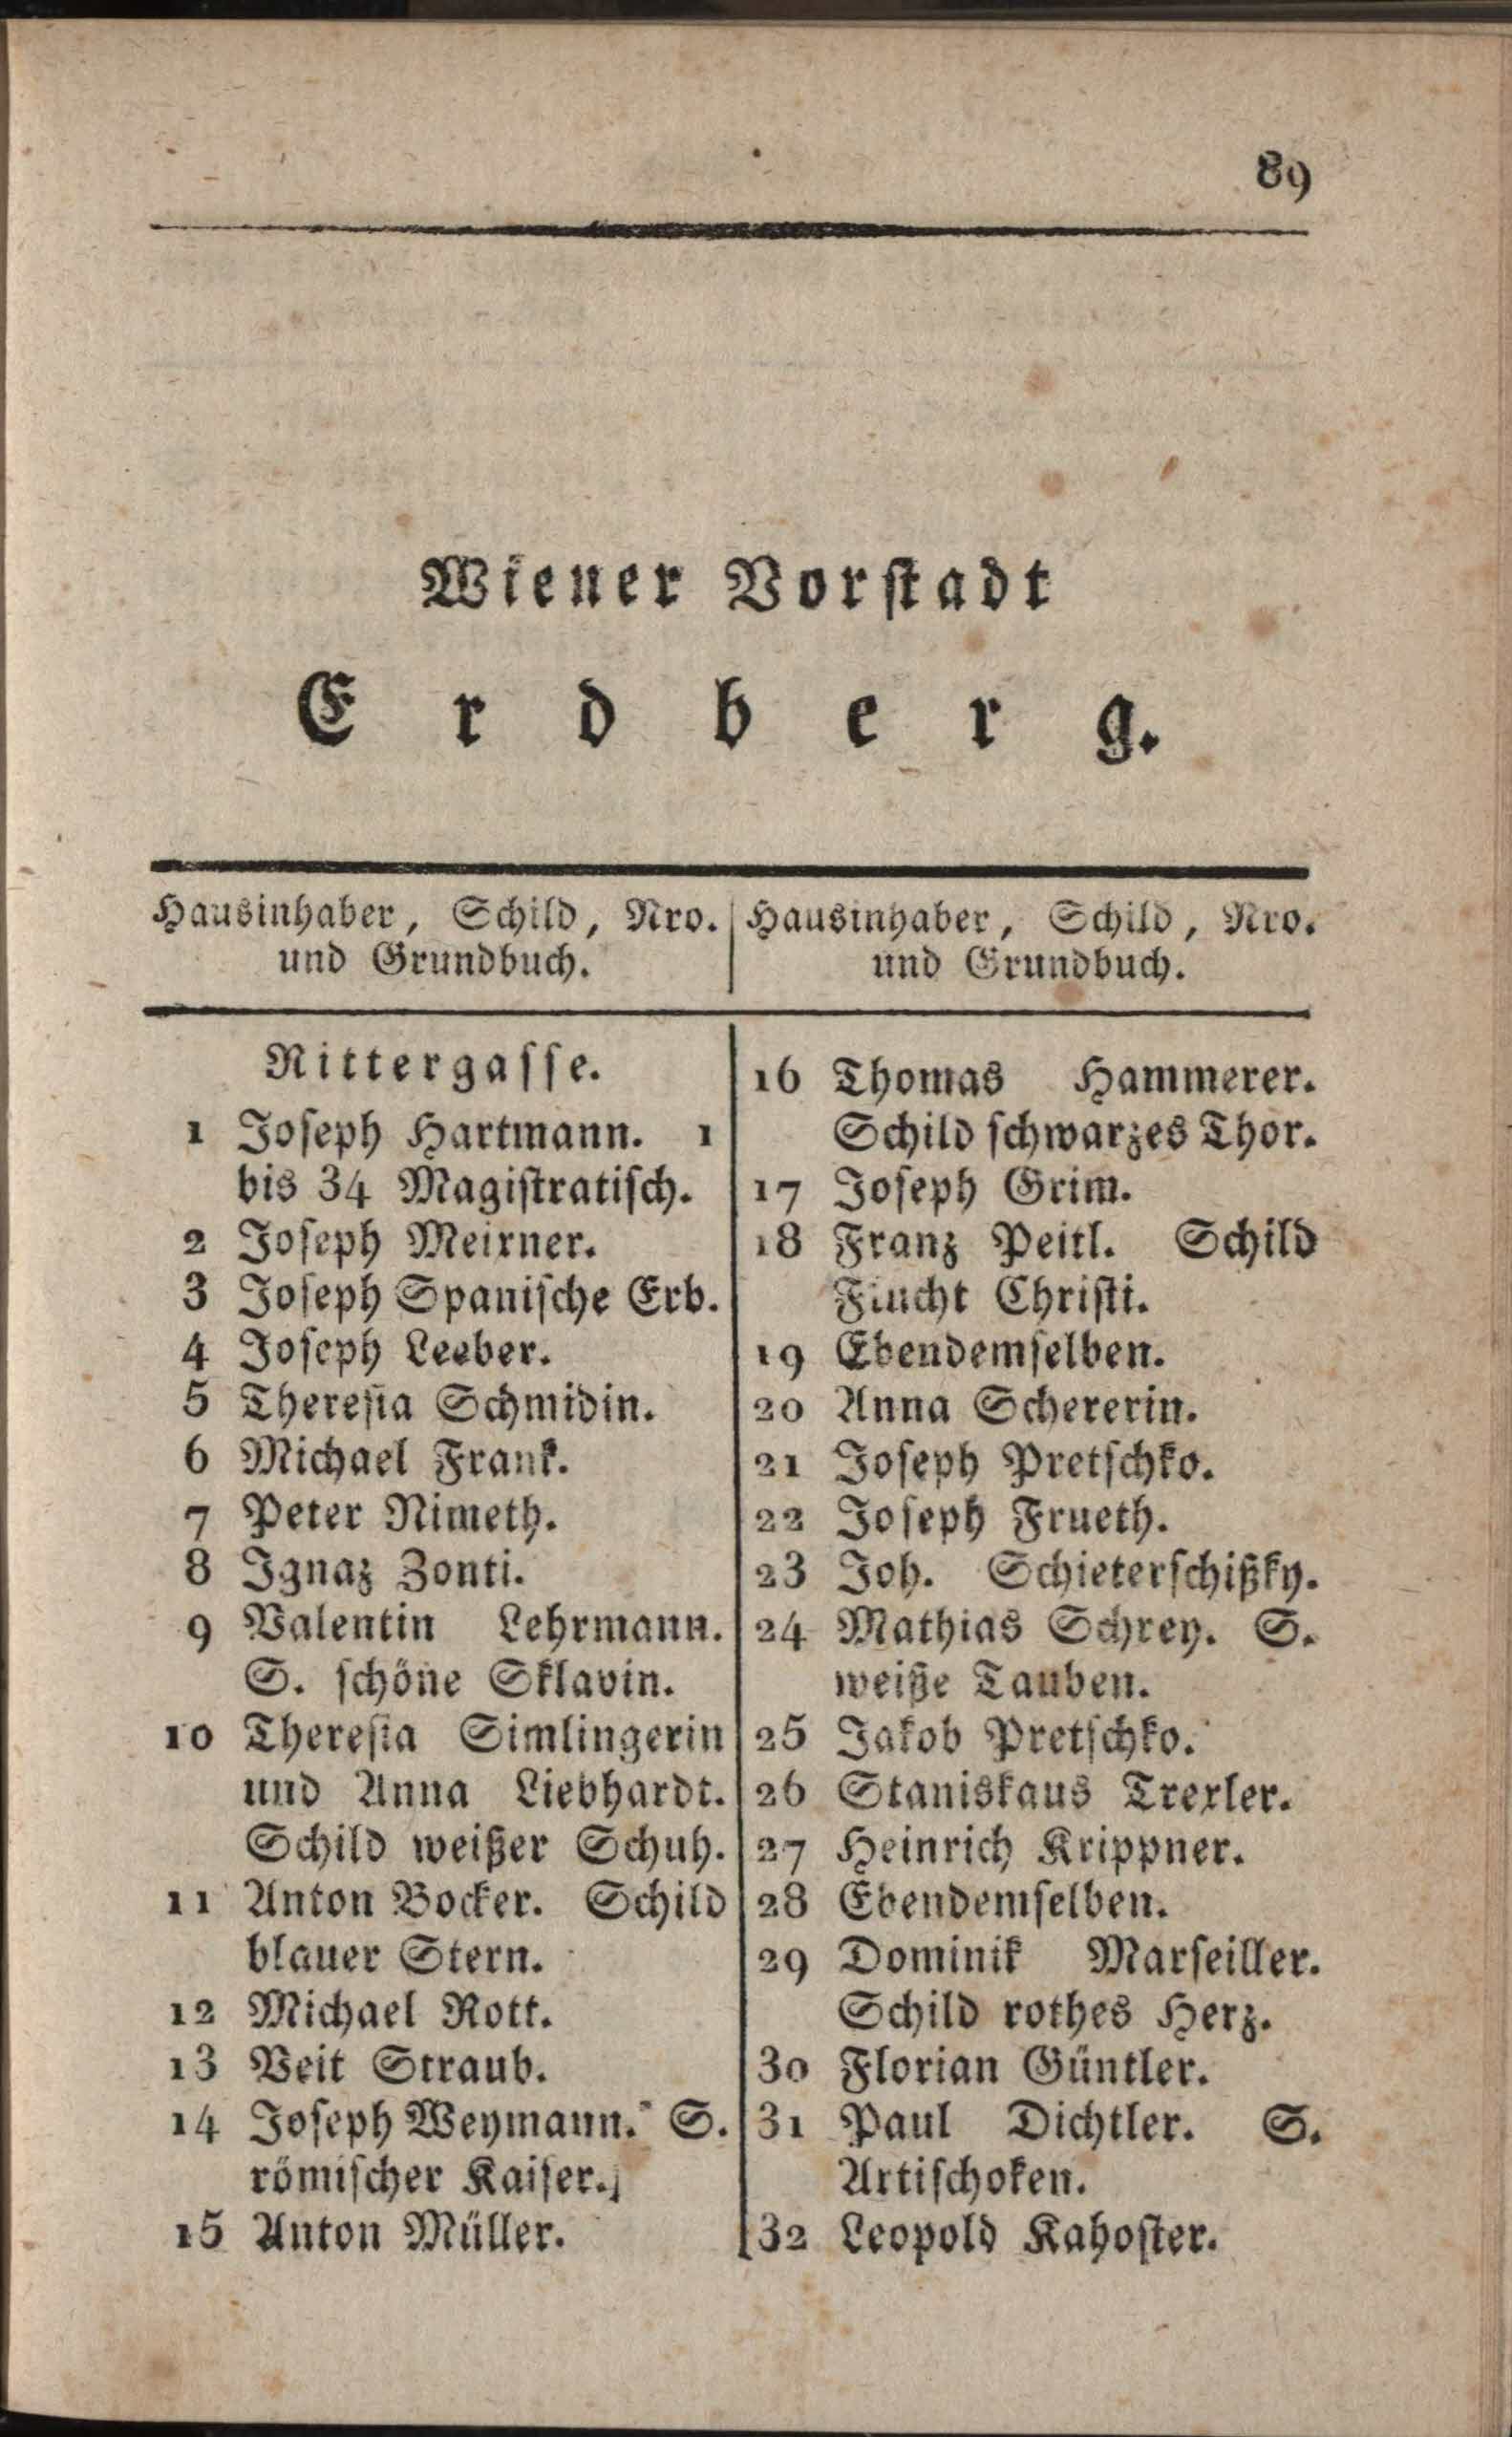 89
Wiener Vorstadt
Erdberg.
Hausinhaber, Schild, Nro.
und Grundbuch.
Rittergasse.
1 Joseph Hartmann. 1
bis 34 Magistratisch.
2 Joseph Meixner.
3 Joseph Spanische Erb.
4 Joseph Leeber.
5 Theresia Schmidin.
6 Michael Frank.
7 Peter Nimeth.
8 Ignaz Zonti.
9 Valentin Lehrmann.
S. schöne Sklavin.
10 Theresia Simlingerin
und Anna Liebhardt.
Schild weißer Schuh.
11 Anton Bocker. Schild
blauer Stern.
12 Michael Rott.
13 Veit Straub.
14 Joseph Weymann. S.
römischer Kaiser.
15 Anton Müller.
Hausinhaber, Schild, Nro.
und Grundbuch.
16 Thomas Hammerer.
Schild schwarzes Thor.
17 Joseph Grim.
18 Franz Peitl. Schild
Flucht Christi.
19 Ebendemselben.
20 Anna Schererin.
21 Joseph Pretschko.
22 Joseph Frueth.
23 Joh. Schieterschißky.
24 Mathias Schrey. S.
weiße Tauben.
25 Jakob Pretschko.
26 Staniskaus Trexler.
27 Heinrich Krippner.
28 Ebendemselben.
29 Dominik Marseiller.
Schild rothes Herz.
30 Florian Güntler.
31 Paul Dichtler. S.
Artischoken.
32 Leopold Kahoster.